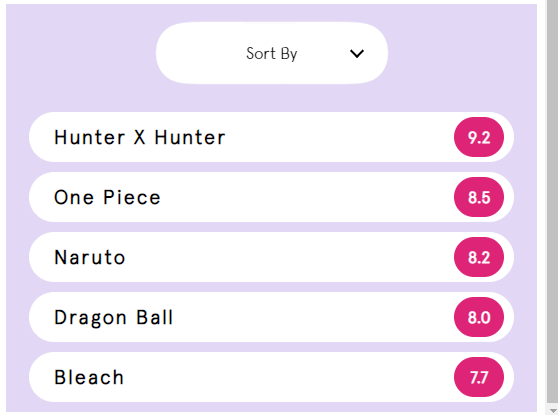 Sort By
Hunter X Hunter 9.2
One Piece 8.5
Naruto 8.2
Dragon Ball 8.0
Bleach 7.7